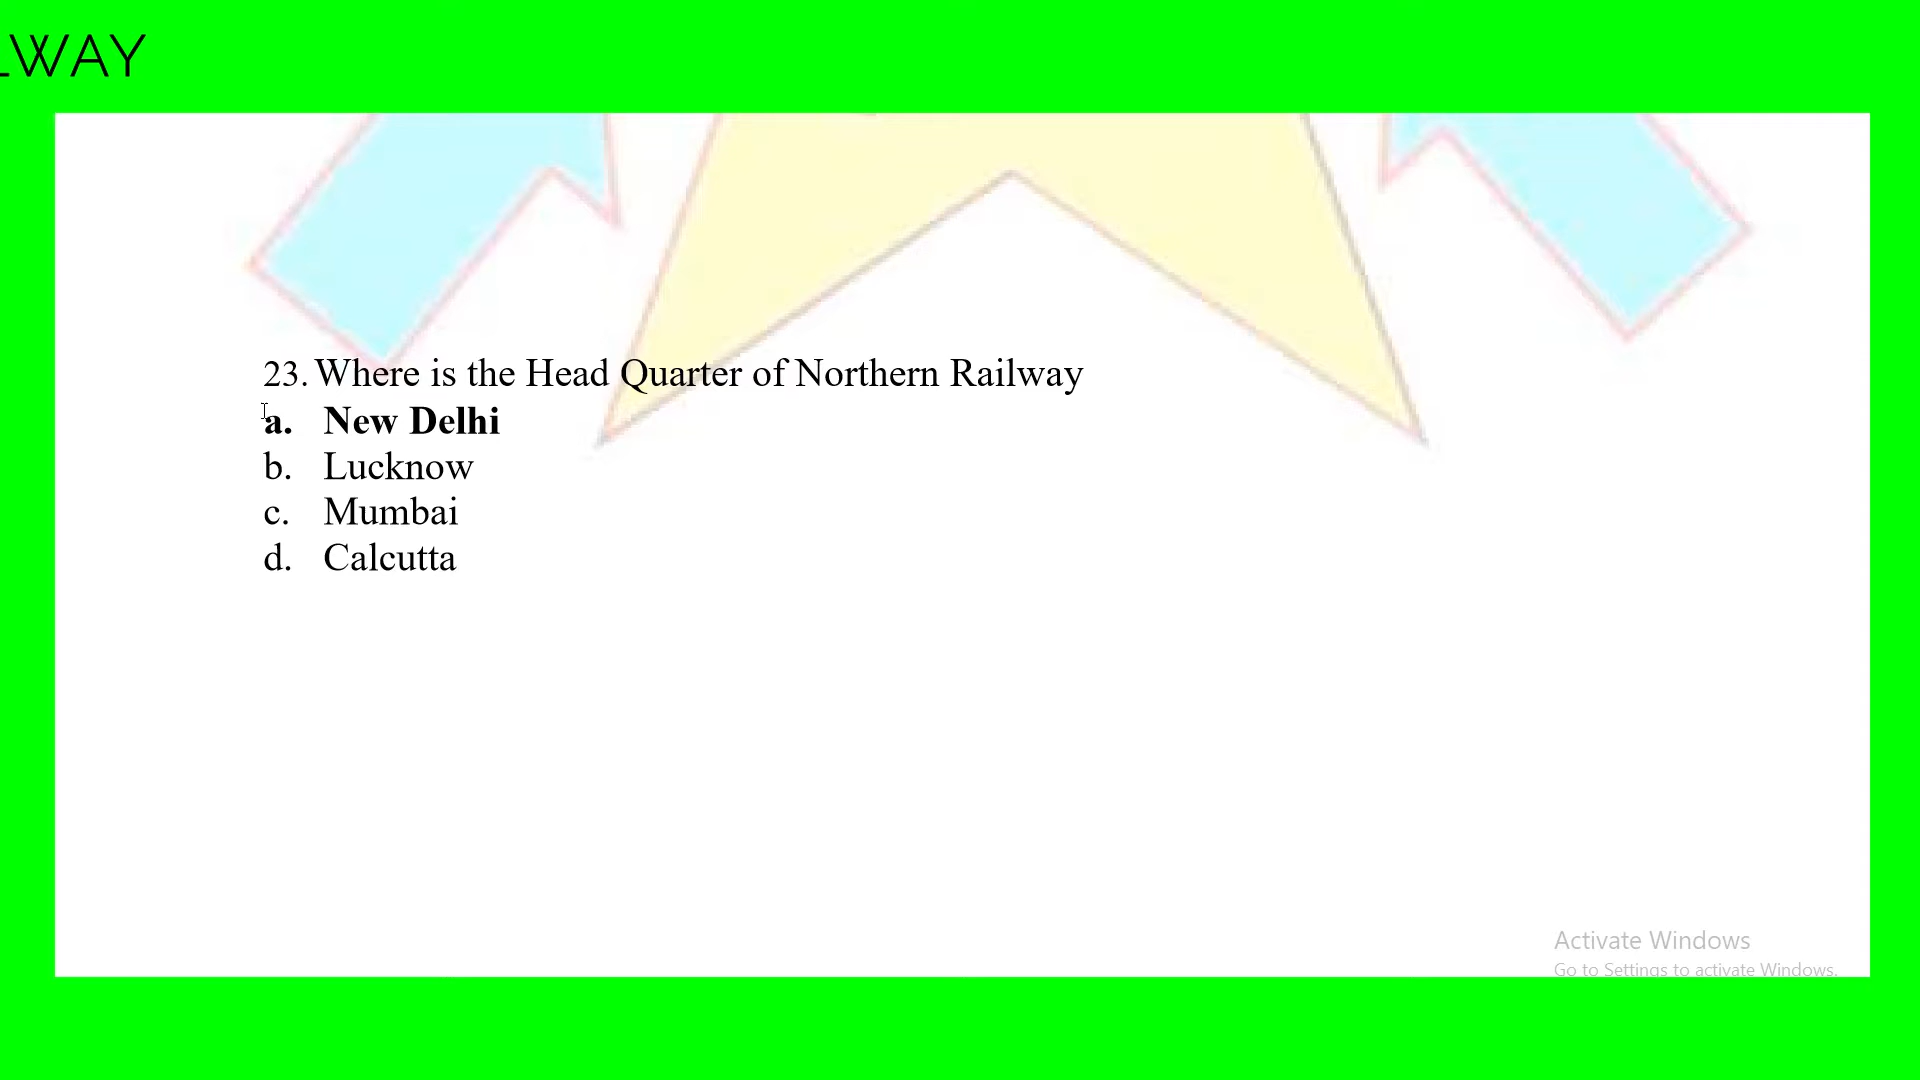 LWAY
23. Where is the Head Quarter of Northern Railway
a. New Delhi
b. Lucknow
c. Mumbai
d. Calcutta
Activate Windows
Go to Settings to activate Windows.